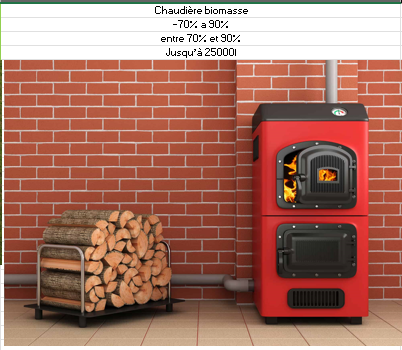 Chaudière biomasse
-70% a 90%
entre 70% et 90%
Jusqu'à 25000l